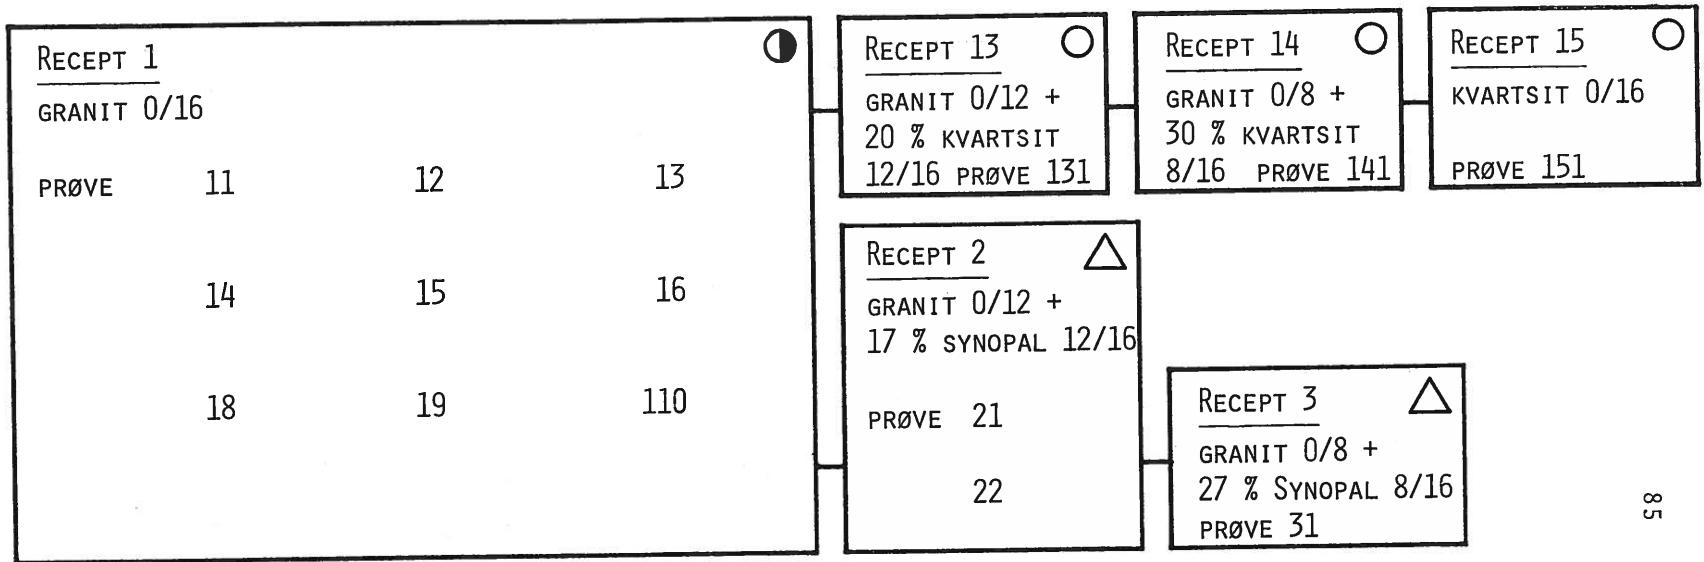 RECEPT 1
GRANIT 0/16
PRØVE 11 12 13
14 15 16
18 19 110
RECEPT 13
GRANIT 0/12 +
20 % KVARTSIT
12/16 PRØVE 131
RECEPT 14
GRANIT 0/8 +
30 % KVARTSIT
8/16 PRØVE 141
RECEPT 15
KVARTSIT 0/16
PRØVE 151
RECEPT 2
GRANIT 0/12 +
17 % SYNOPAL 12/16
PRØVE 21
22
RECEPT 3
GRANIT 0/8 +
27 % SYNOPAL 8/16
PRØVE 31
85